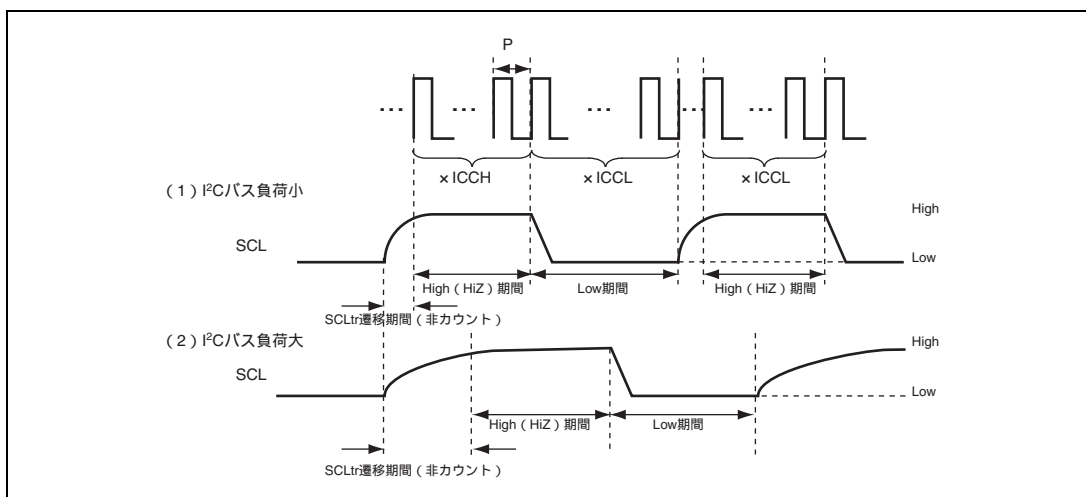 P
... ... ... ... ...
×ICCH ×ICCL ×ICCL
(1)I²Cバス負荷小
High
SCL
Low
High(HiZ)期間 Low期間 High(HiZ)期間
SCLtr遷移期間(非カウント)
(2)I²Cバス負荷大
High
SCL
Low
High(HiZ)期間 Low期間
SCLtr遷移期間(非カウント)